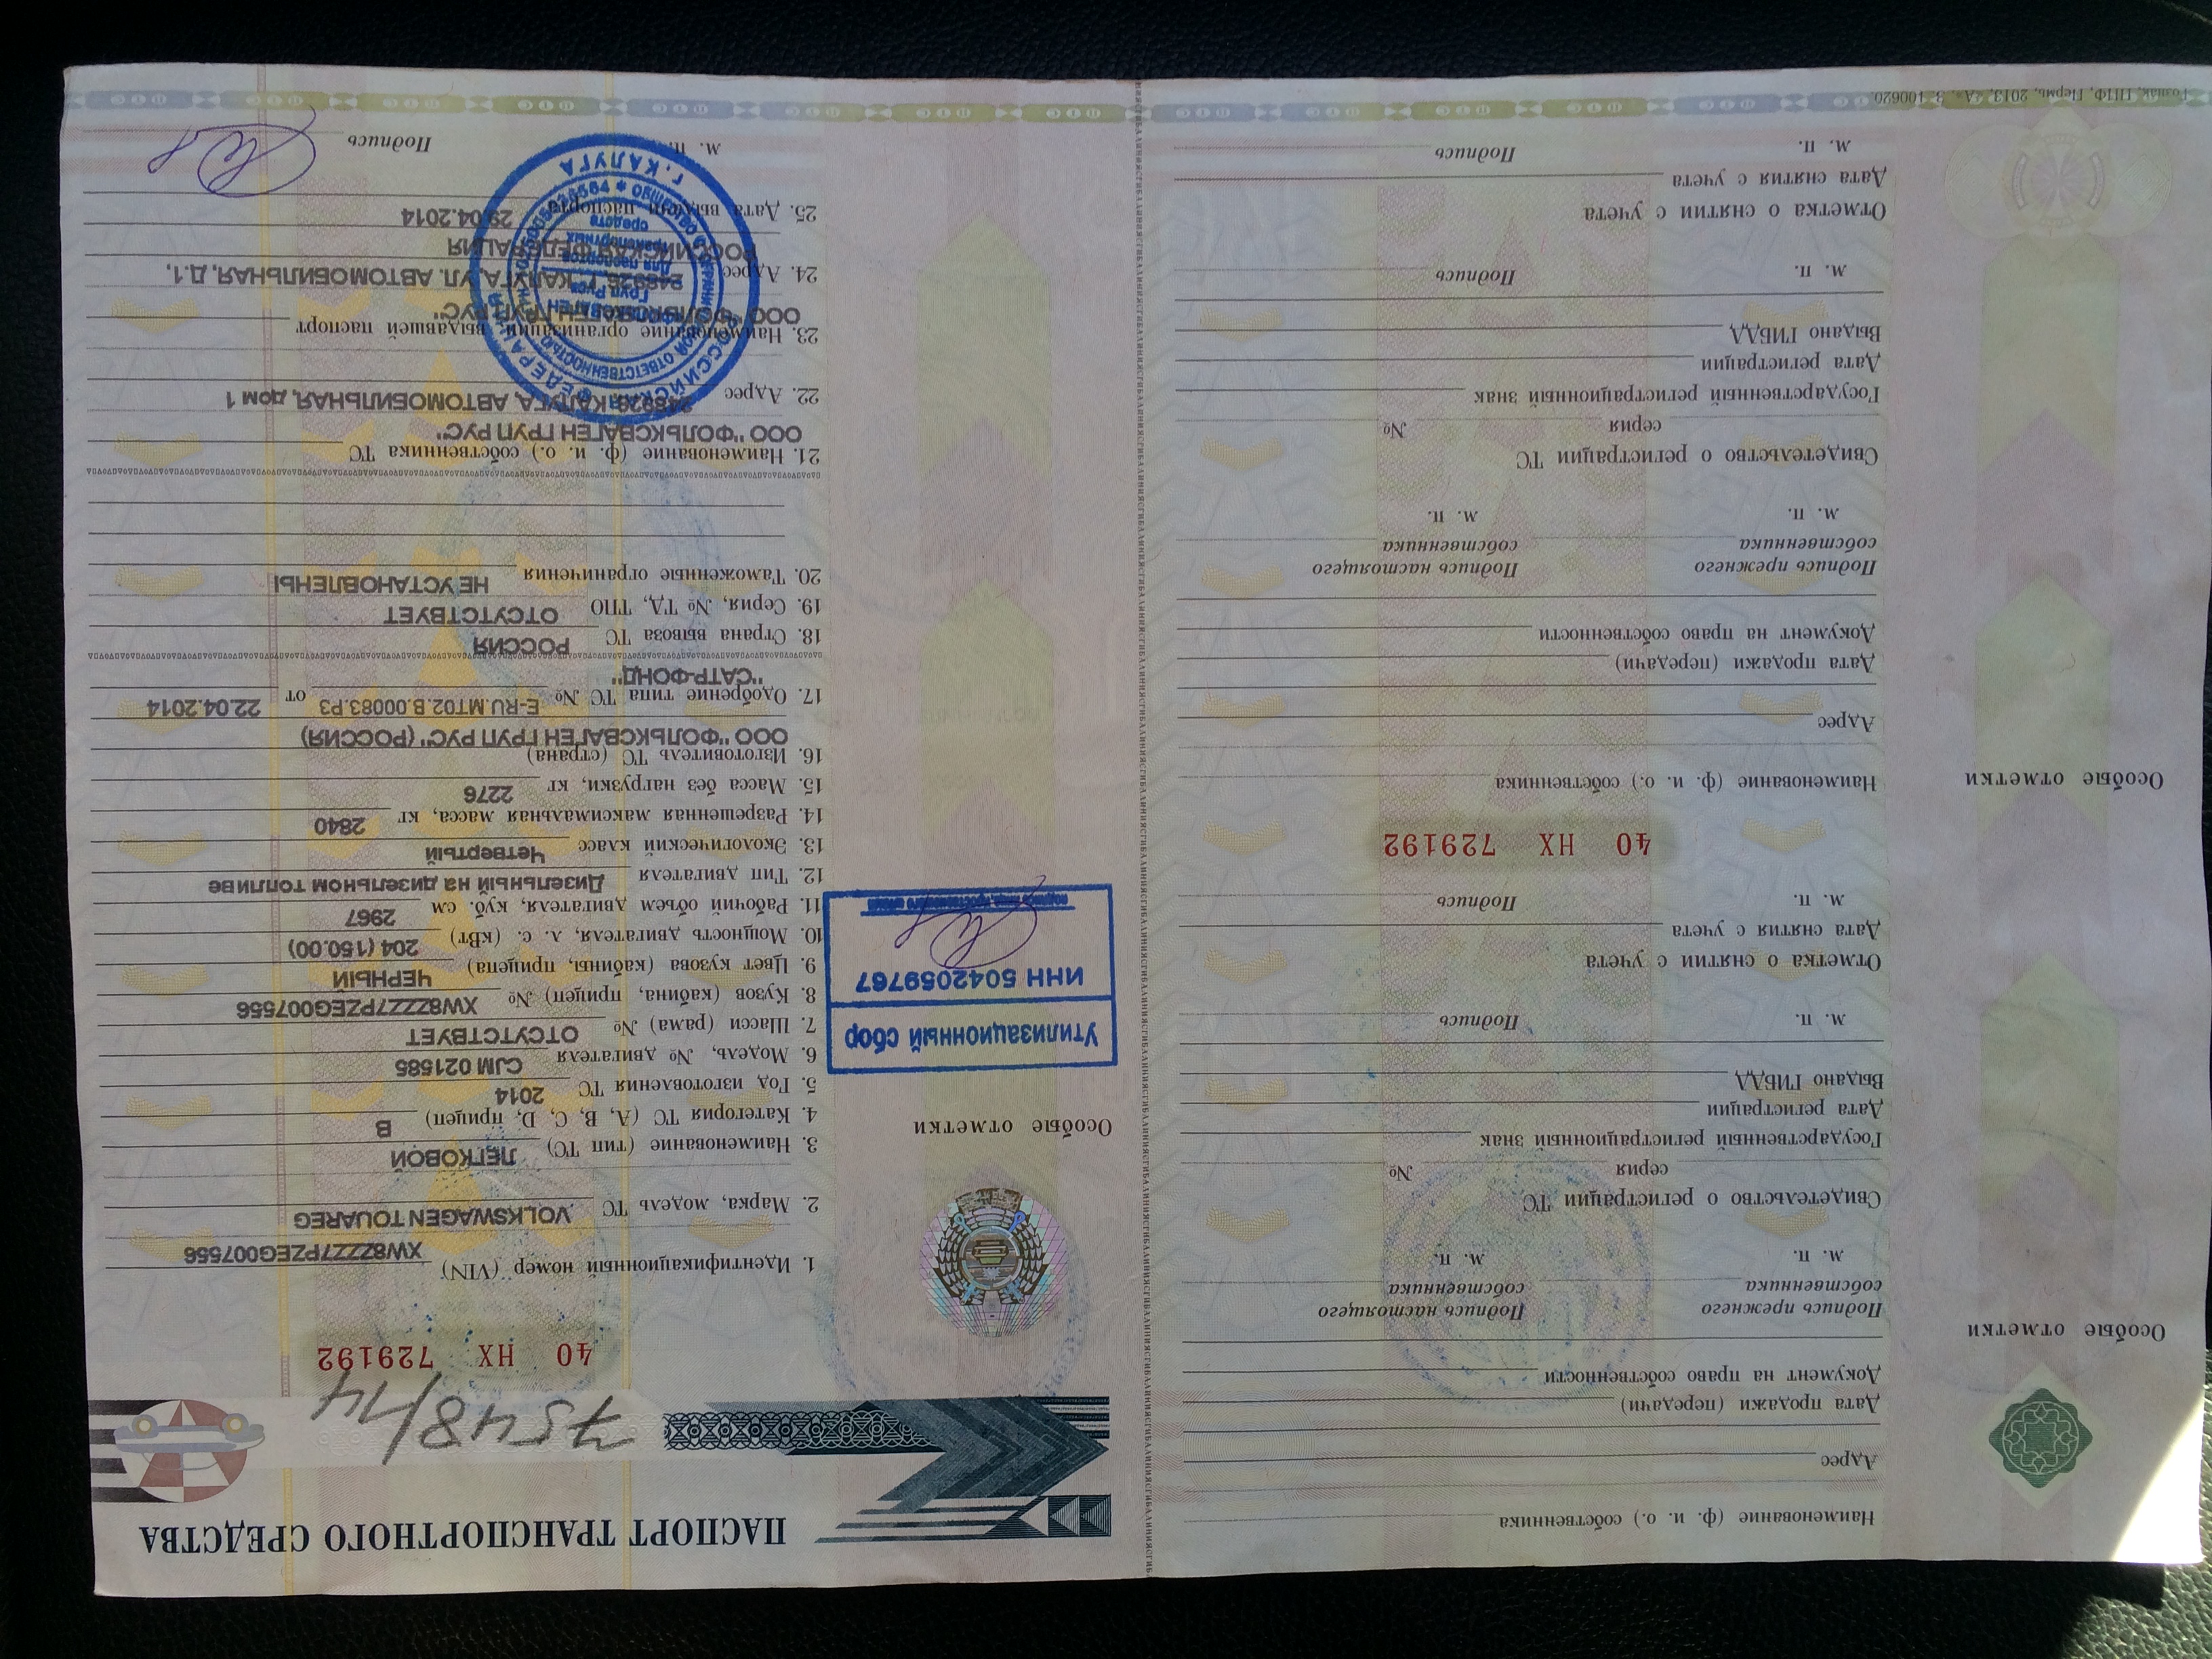 Наименование (ф. и. о.) собственника
Адрес
Дата продажи (передачи)
Документ на право собственности
Особые отметки
Подпись прежнего собственника
Подпись настоящего собственника
м. п.
м. п.
Свидетельство о регистрации ТС
серия №
Государственный регистрационный знак
Дата регистрации
Выдано ГИБДД
м. п. Подпись
Отметка о снятии с учета
Дата снятия с учета
м. п. Подпись
40 НХ 729192
Особые отметки
Наименование (ф. и. о.) собственника
Адрес
Дата продажи (передачи)
Документ на право собственности
Подпись прежнего собственника
Подпись настоящего собственника
м. п.
м. п.
Свидетельство о регистрации ТС
серия №
Государственный регистрационный знак
Дата регистрации
Выдано ГИБДД
м. п. Подпись
Отметка о снятии с учета
Дата снятия с учета
м. п. Подпись
Гознак, ППФ, Пермь, 2013, «А». З. 100620.
ПАСПОРТ ТРАНСПОРТНОГО СРЕДСТВА
7548/14
40 НХ 729192
1. Идентификационный номер (VIN)
XW8ZZZ7PZEG007556
2. Марка, модель ТС VOLKSWAGEN TOUAREG
Особые отметки
3. Наименование (тип ТС) ЛЕГКОВОЙ
4. Категория ТС (А, В, С, D, прицеп) B
5. Год изготовления ТС 2014
6. Модель, № двигателя CJM 021585
7. Шасси (рама) № ОТСУТСТВУЕТ
8. Кузов (кабина, прицеп) № XW8ZZZ7PZEG007556
9. Цвет кузова (кабины, прицепа) ЧЕРНЫЙ
10. Мощность двигателя, л. с. (кВт) 204 (150.00)
11. Рабочий объем двигателя, куб. см 2967
12. Тип двигателя Дизельный на дизельном топливе
13. Экологический класс Четвертый
14. Разрешенная максимальная масса, кг 2840
15. Масса без нагрузки, кг 2276
16. Изготовитель ТС (страна)
ООО "ФОЛЬКСВАГЕН ГРУП РУС" (РОССИЯ)
17. Одобрение типа ТС № E-RU.MT02.B.00083.P3 от 22.04.2014
"САТР-ФОНД"
18. Страна вывоза ТС РОССИЯ
19. Серия, № ТД, ТПО ОТСУТСТВУЕТ
20. Таможенные ограничения НЕ УСТАНОВЛЕНЫ
21. Наименование (ф. и. о.) собственника ТС
ООО "ФОЛЬКСВАГЕН ГРУП РУС"
22. Адрес 248926, КАЛУГА, АВТОМОБИЛЬНАЯ, дом 1
23. Наименование организации, выдавшей паспорт
ООО "ФОЛЬКСВАГЕН ГРУП РУС"
24. Адрес 248926, Г. КАЛУГА, УЛ. АВТОМОБИЛЬНАЯ, Д.1,
РОССИЙСКАЯ ФЕДЕРАЦИЯ
25. Дата выдачи паспорта 29.04.2014
м. п. Подпись
Утилизационный сбор
ИНН 5042059767
РОССИЙСКАЯ ФЕДЕРАЦИЯ
г. КАЛУГА
"ФОЛЬКСВАГЕН
Груп Рус"
Для паспортов
транспортных
средств